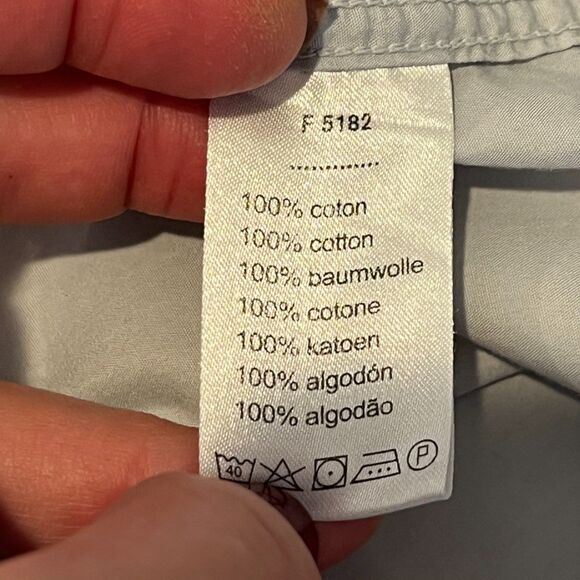 F 5182
100% coton
100% cotton
100% baumwolle
100% cotone
100% katoen
100% algodón
100% algodão
40 P